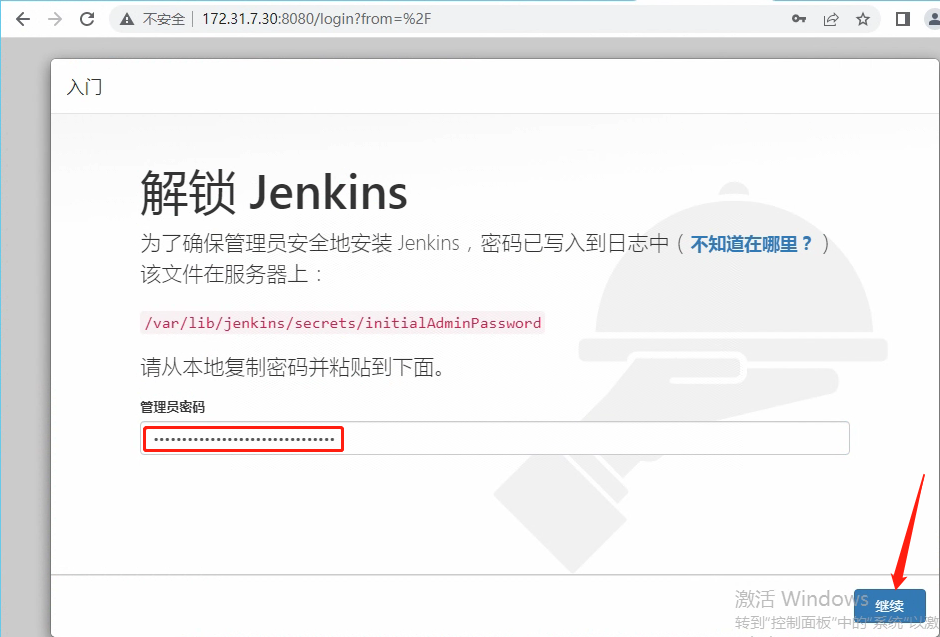 不安全 172.31.7.30:8080/login?from=%2F
入门
解锁 Jenkins
为了确保管理员安全地安装 Jenkins，密码已写入到日志中（不知道在哪里？）
该文件在服务器上：
/var/lib/jenkins/secrets/initialAdminPassword
请从本地复制密码并粘贴到下面。
管理员密码
••••••••••••••••••••••••••••••••
激活 Windows
继续
转到"控制面板"中的"系统"以激